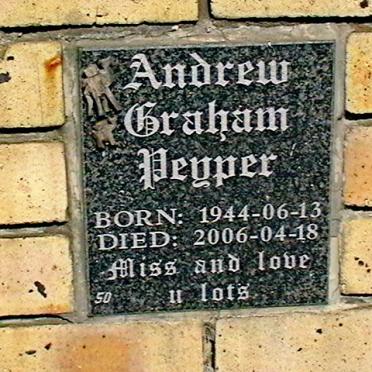 Andrew
Graham
Peyper
BORN: 1944-06-13
DIED: 2006-04-18
Miss and love
u lots
50